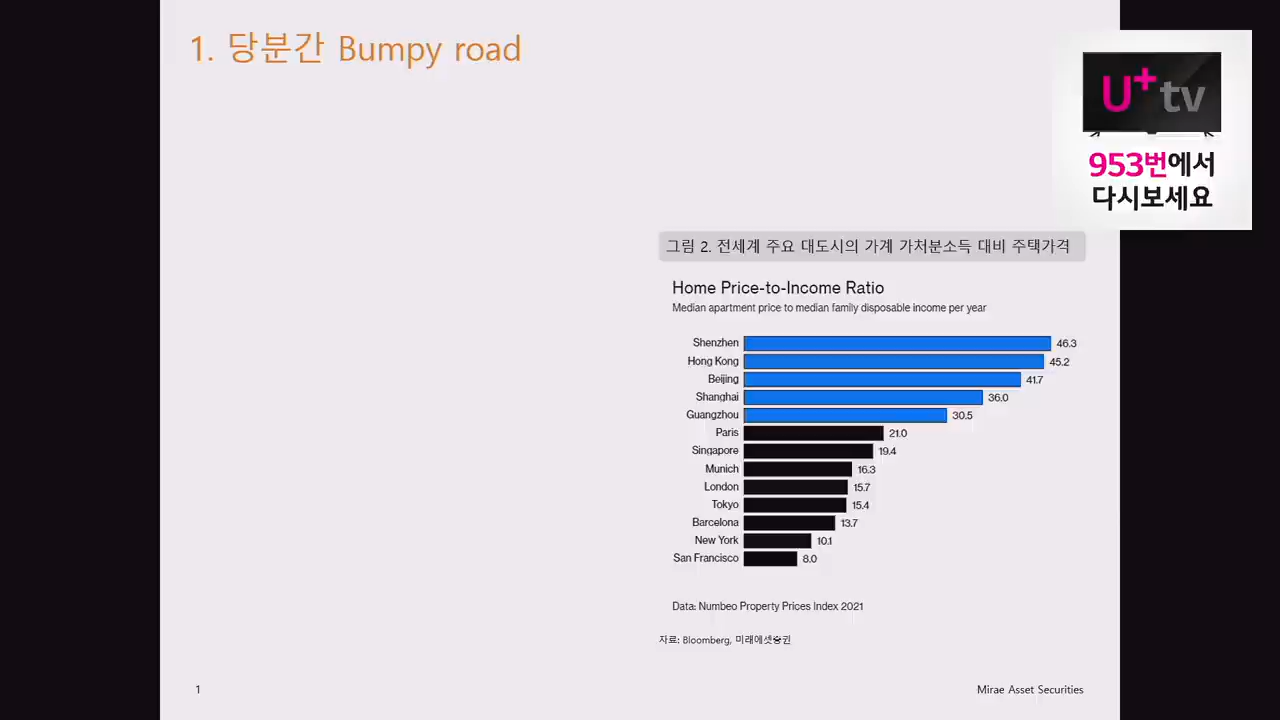 1. 당분간 Bumpy road
U+tv
953번에서
다시보세요
그림 2. 전세계 주요 대도시의 가계 가처분소득 대비 주택가격
Home Price-to-Income Ratio
Median apartment price to median family disposable income per year
Shenzhen 46.3
Hong Kong 45.2
Beijing 41.7
Shanghai 36.0
Guangzhou 30.5
Paris 21.0
Singapore 19.4
Munich 16.3
London 15.7
Tokyo 15.4
Barcelona 13.7
New York 10.1
San Francisco 8.0
Data: Numbeo Property Prices Index 2021
자료: Bloomberg, 미래에셋증권
1 Mirae Asset Securities